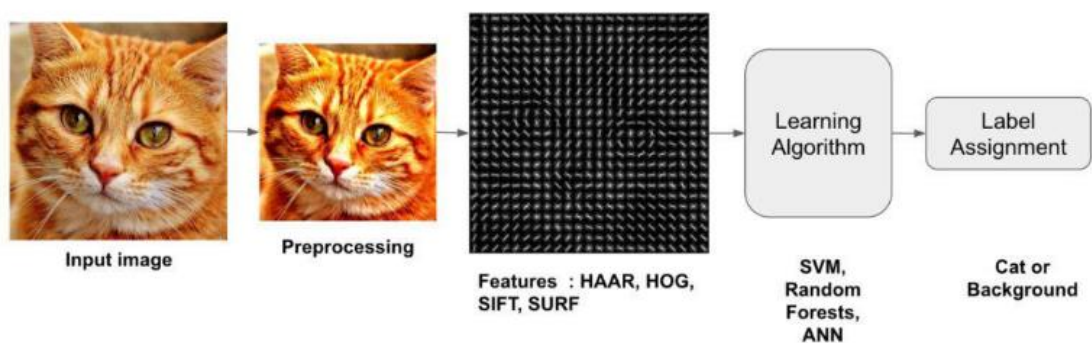 Input image
Preprocessing
Features : HAAR, HOG,
SIFT, SURF
Learning
Algorithm
SVM,
Random
Forests,
ANN
Label
Assignment
Cat or
Background